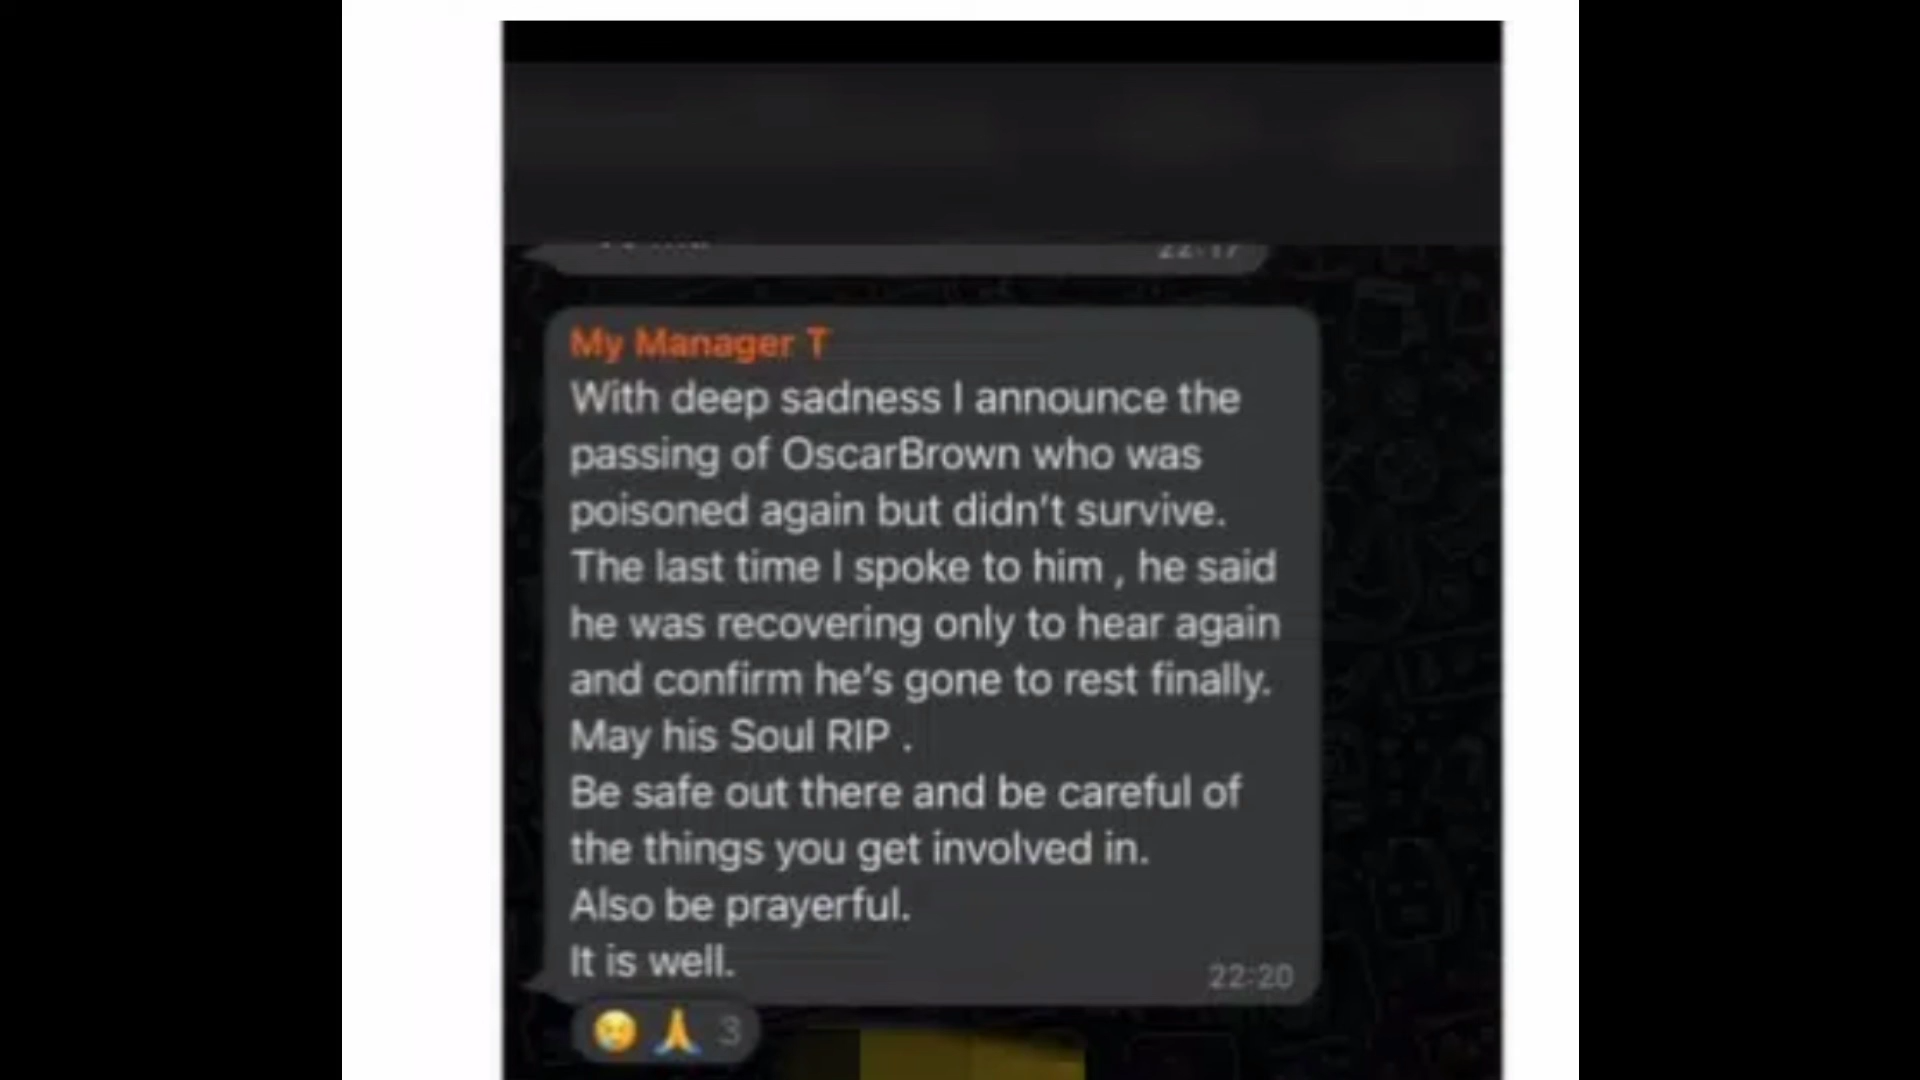 22:17
My Manager T
With deep sadness I announce the
passing of OscarBrown who was
poisoned again but didn't survive.
The last time I spoke to him , he said
he was recovering only to hear again
and confirm he's gone to rest finally.
May his Soul RIP .
Be safe out there and be careful of
the things you get involved in.
Also be prayerful.
It is well.
22:20
3